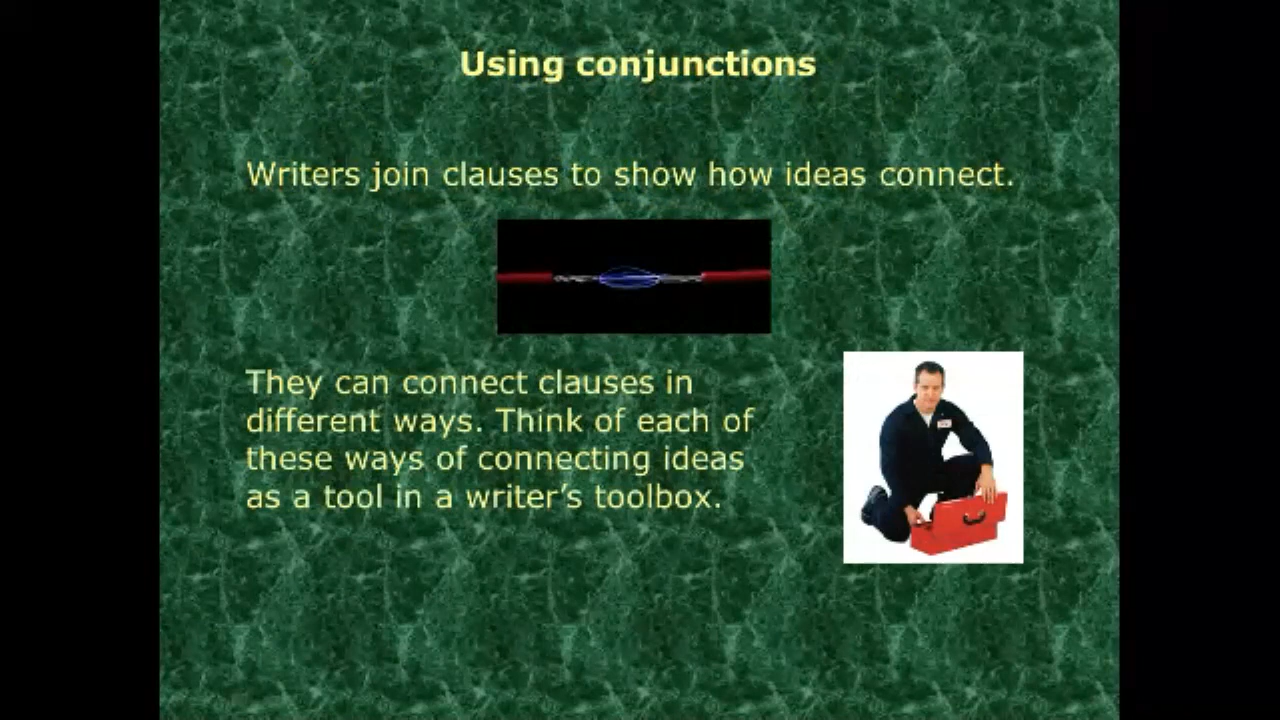 Using conjunctions
Writers join clauses to show how ideas connect.
They can connect clauses in
different ways. Think of each of
these ways of connecting ideas
as a tool in a writer’s toolbox.